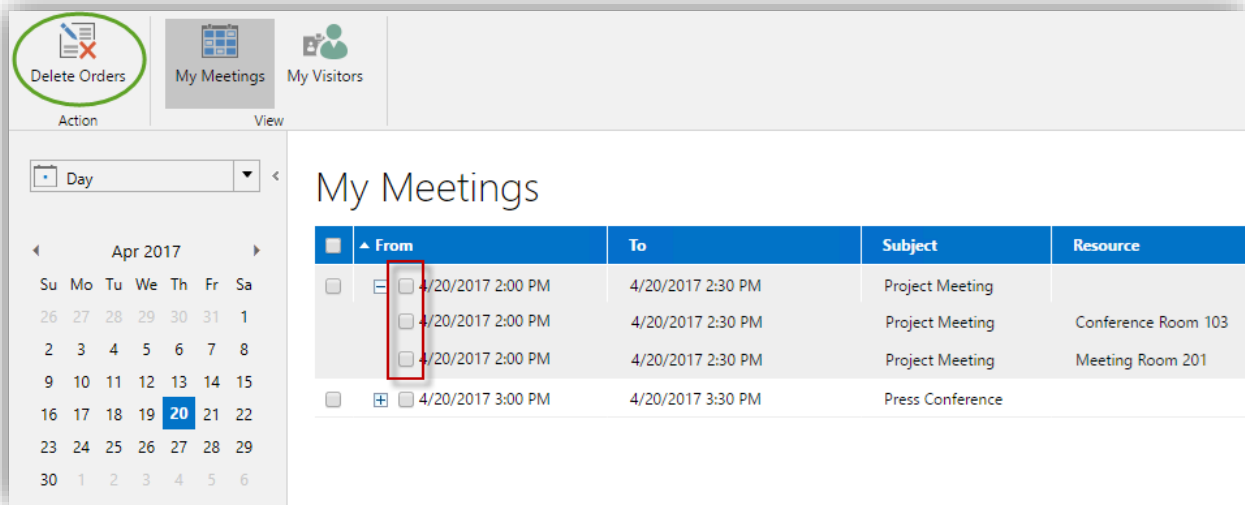 Delete Orders My Meetings My Visitors
Action View
Day
My Meetings
Apr 2017
Su Mo Tu We Th Fr Sa
26 27 28 29 30 31 1
2 3 4 5 6 7 8
9 10 11 12 13 14 15
16 17 18 19 20 21 22
23 24 25 26 27 28 29
30 1 2 3 4 5 6
From To Subject Resource
4/20/2017 2:00 PM 4/20/2017 2:30 PM Project Meeting
4/20/2017 2:00 PM 4/20/2017 2:30 PM Project Meeting Conference Room 103
4/20/2017 2:00 PM 4/20/2017 2:30 PM Project Meeting Meeting Room 201
4/20/2017 3:00 PM 4/20/2017 3:30 PM Press Conference